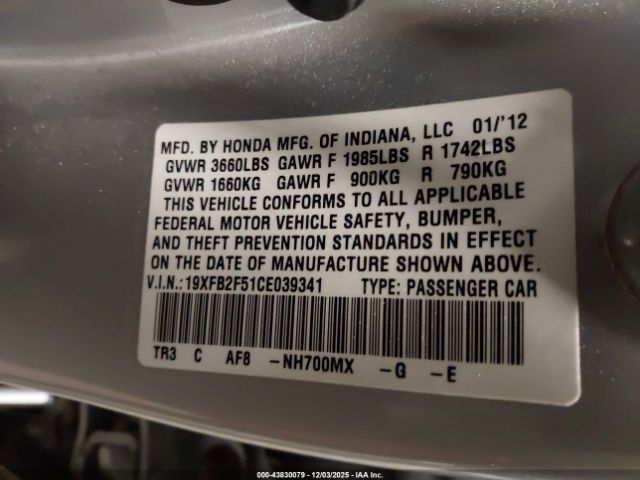 MFD. BY HONDA MFG. OF INDIANA, LLC 01/'12
GVWR 3660LBS GAWR F 1985LBS R 1742LBS
GVWR 1660KG GAWR F 900KG R 790KG
THIS VEHICLE CONFORMS TO ALL APPLICABLE
FEDERAL MOTOR VEHICLE SAFETY, BUMPER,
AND THEFT PREVENTION STANDARDS IN EFFECT
ON THE DATE OF MANUFACTURE SHOWN ABOVE.
V.I.N.: 19XFB2F51CE039341 TYPE: PASSENGER CAR
TR3 C AF8 -NH700MX -G -E
000-43830079 - 12/03/2025 - IAA, Inc.